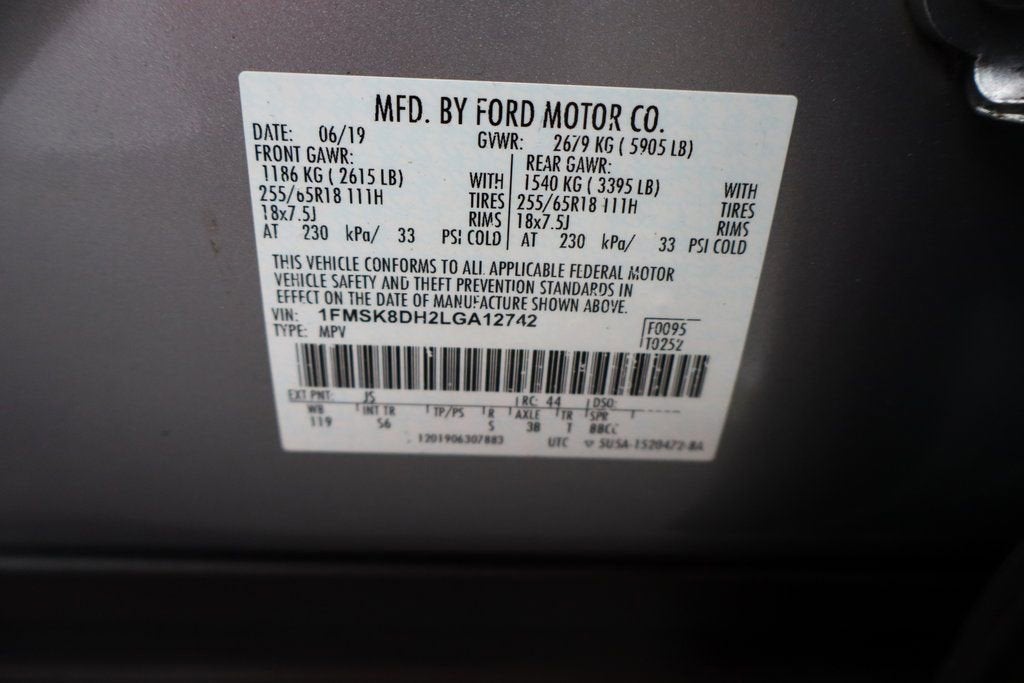 MFD. BY FORD MOTOR CO.
DATE: 06/19 GVWR: 2679 KG ( 5905 LB)
FRONT GAWR: REAR GAWR:
1186 KG ( 2615 LB) WITH 1540 KG ( 3395 LB) WITH
255/65R18 111H TIRES 255/65R18 111H TIRES
18x7.5J RIMS 18x7.5J RIMS
AT 230 kPa/ 33 PSI COLD AT 230 kPa/ 33 PSI COLD
THIS VEHICLE CONFORMS TO ALL APPLICABLE FEDERAL MOTOR
VEHICLE SAFETY AND THEFT PREVENTION STANDARDS IN
EFFECT ON THE DATE OF MANUFACTURE SHOWN ABOVE.
VIN: 1FMSK8DH2LGA12742
TYPE: MPV
F0095
T0252
EXT PNT: JS RC: 44 DSO:
WB INT TR TP/PS R AXLE TR SPR
119 S6 S 3B T BBCC
1201906307883 UTC SU5A-1520472-BA